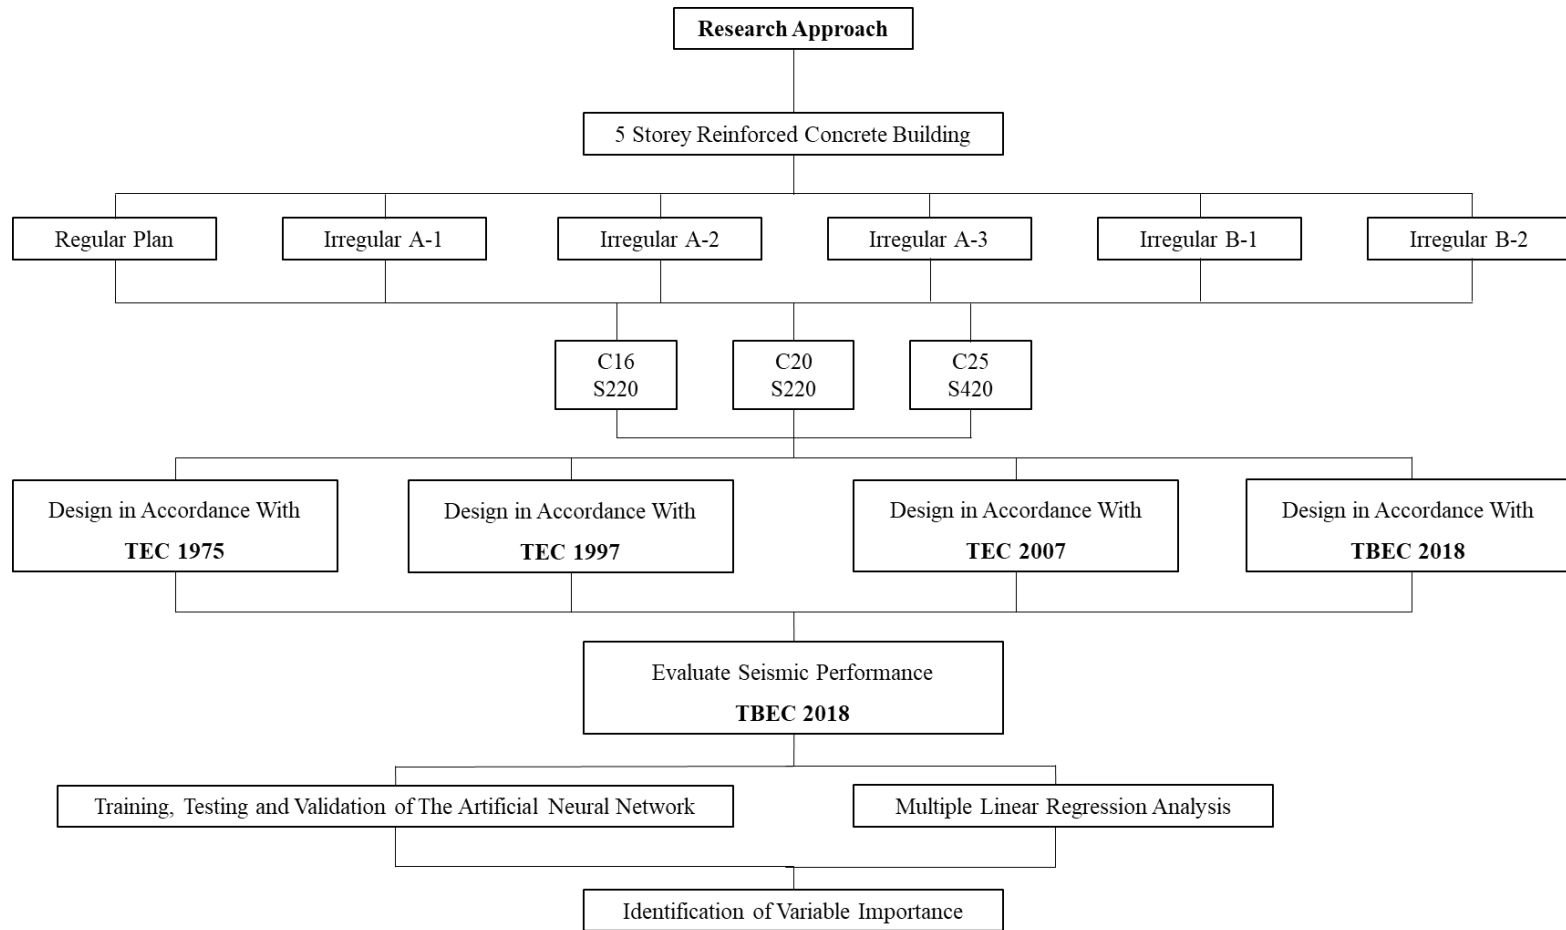 Research Approach
5 Storey Reinforced Concrete Building
Regular Plan
Irregular A-1
Irregular A-2
Irregular A-3
Irregular B-1
Irregular B-2
C16
S220
C20
S220
C25
S420
Design in Accordance With
TEC 1975
Design in Accordance With
TEC 1997
Design in Accordance With
TEC 2007
Design in Accordance With
TBEC 2018
Evaluate Seismic Performance
TBEC 2018
Training, Testing and Validation of The Artificial Neural Network
Multiple Linear Regression Analysis
Identification of Variable Importance